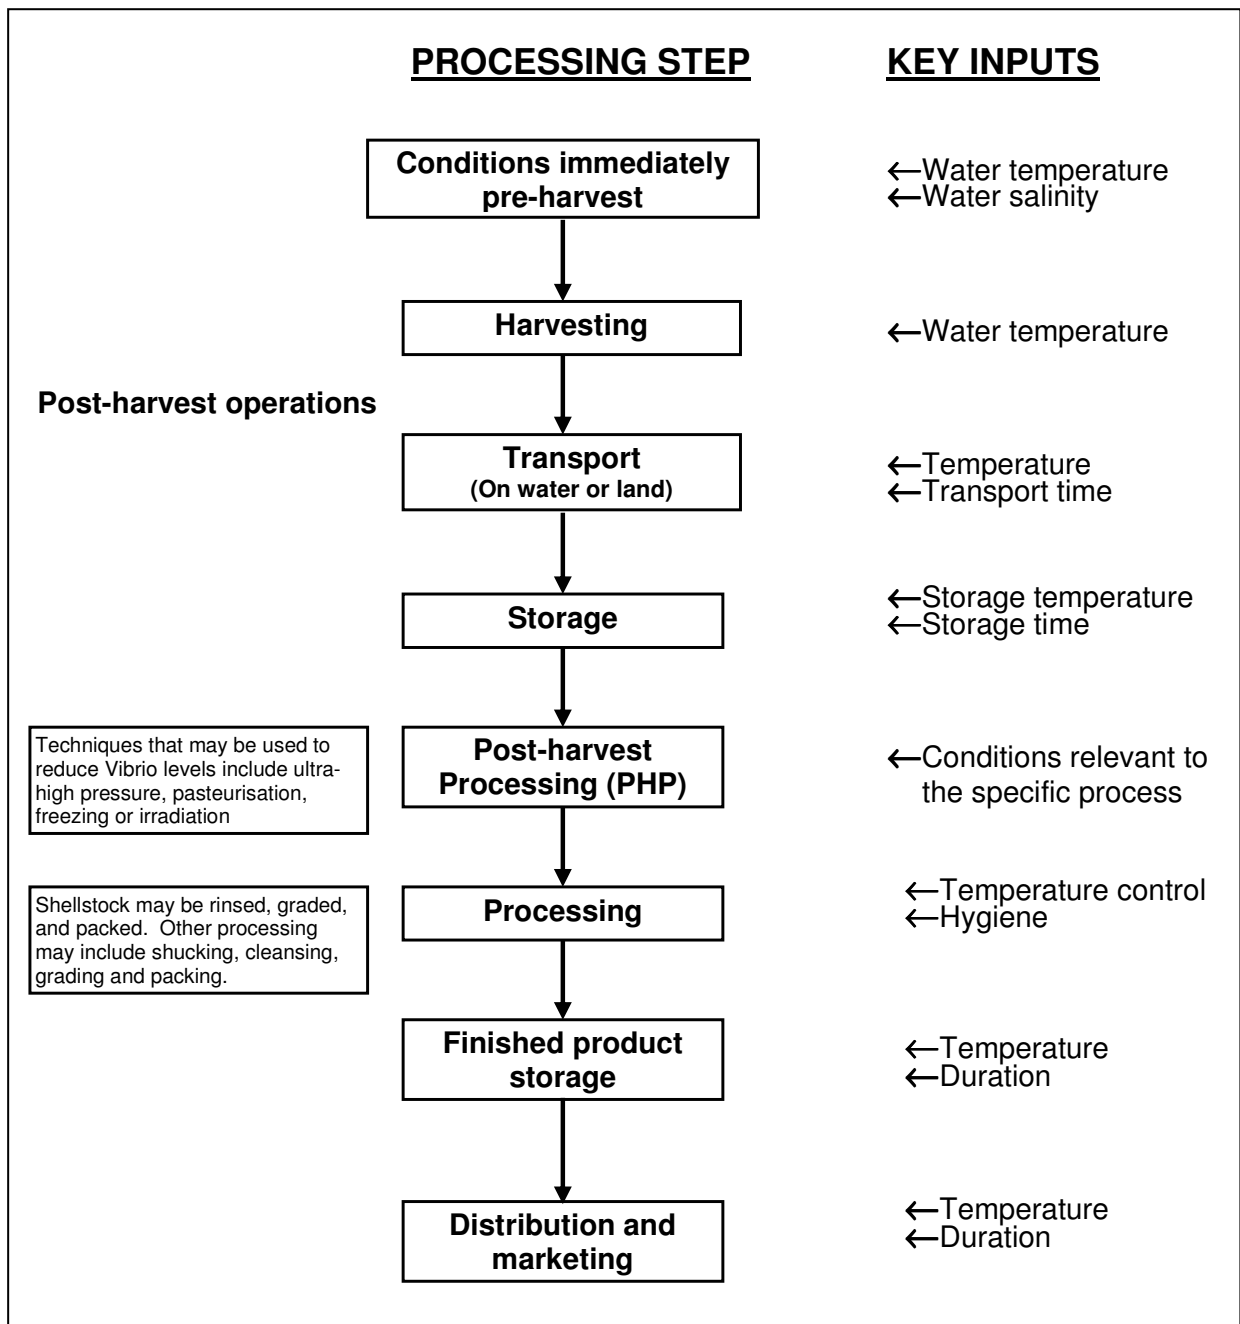 PROCESSING STEP
KEY INPUTS
Conditions immediately
pre-harvest
←Water temperature
←Water salinity
Harvesting
←Water temperature
Post-harvest operations
Transport
(On water or land)
←Temperature
←Transport time
Storage
←Storage temperature
←Storage time
Techniques that may be used to
reduce Vibrio levels include ultra-
high pressure, pasteurisation,
freezing or irradiation
Post-harvest
Processing (PHP)
←Conditions relevant to
the specific process
Shellstock may be rinsed, graded,
and packed.  Other processing
may include shucking, cleansing,
grading and packing.
Processing
←Temperature control
←Hygiene
Finished product
storage
←Temperature
←Duration
Distribution and
marketing
←Temperature
←Duration